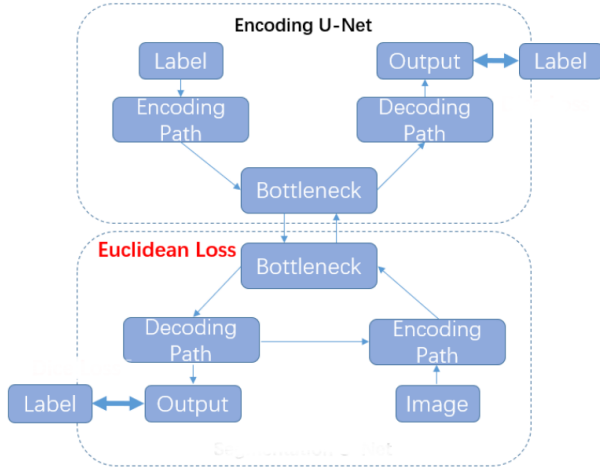 Encoding U-Net
Label
Output
Label
Encoding
Path
Decoding
Path
Bottleneck
Euclidean Loss
Bottleneck
Decoding
Path
Encoding
Path
Label
Output
Image